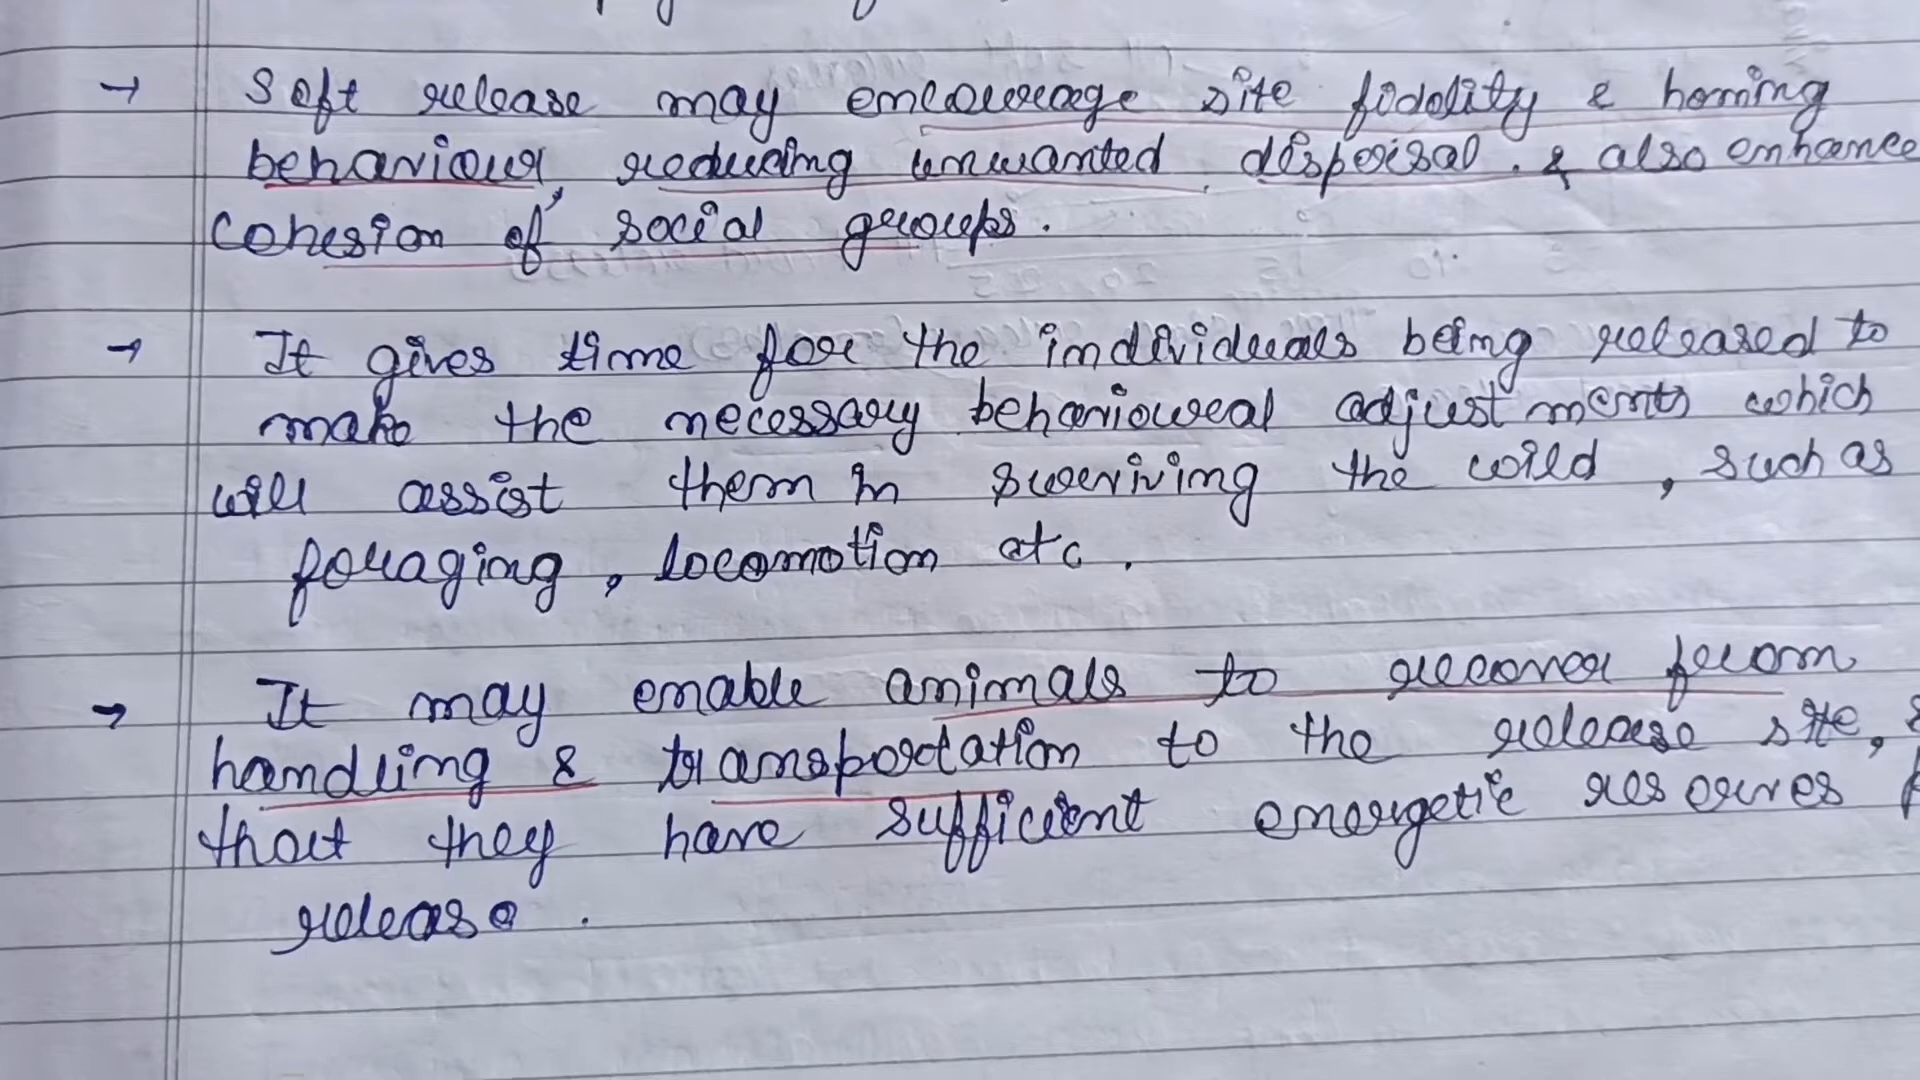 → Soft release may encourage site fidelity & homing
behaviour, reducing unwanted dispersal. & also enhance
cohesion of social groups.
→ It gives time for the individuals being released to
make the necessary behavioural adjustments which
will assist them in surviving the wild, such as
foraging, locomotion etc.
→ It may enable animals to recover from
handling & transportation to the release site, &
that they have sufficient energetic reserves
release.